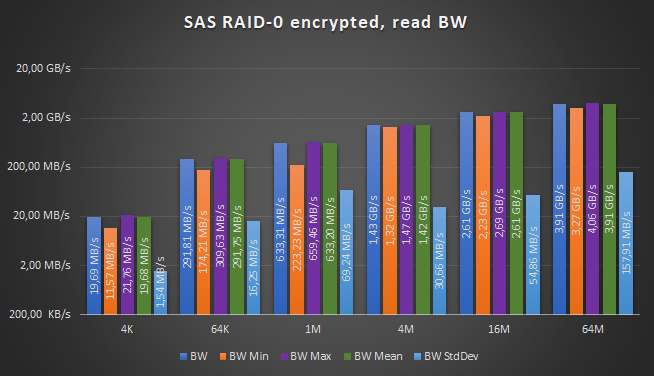 SAS RAID-0 encrypted, read BW
20,00 GB/s
2,00 GB/s
200,00 MB/s
20,00 MB/s
2,00 MB/s
200,00 KB/s
19,69 MB/s
11,57 MB/s
21,76 MB/s
19,68 MB/s
1,54 MB/s
291,81 MB/s
174,21 MB/s
309,63 MB/s
291,75 MB/s
16,25 MB/s
633,31 MB/s
223,23 MB/s
659,46 MB/s
633,20 MB/s
69,24 MB/s
1,43 GB/s
1,32 GB/s
1,47 GB/s
1,42 GB/s
30,66 MB/s
2,61 GB/s
2,23 GB/s
2,69 GB/s
2,61 GB/s
54,86 MB/s
3,91 GB/s
3,27 GB/s
4,06 GB/s
3,91 GB/s
157,91 MB/s
4K 64K 1M 4M 16M 64M
BW BW Min BW Max BW Mean BW StdDev